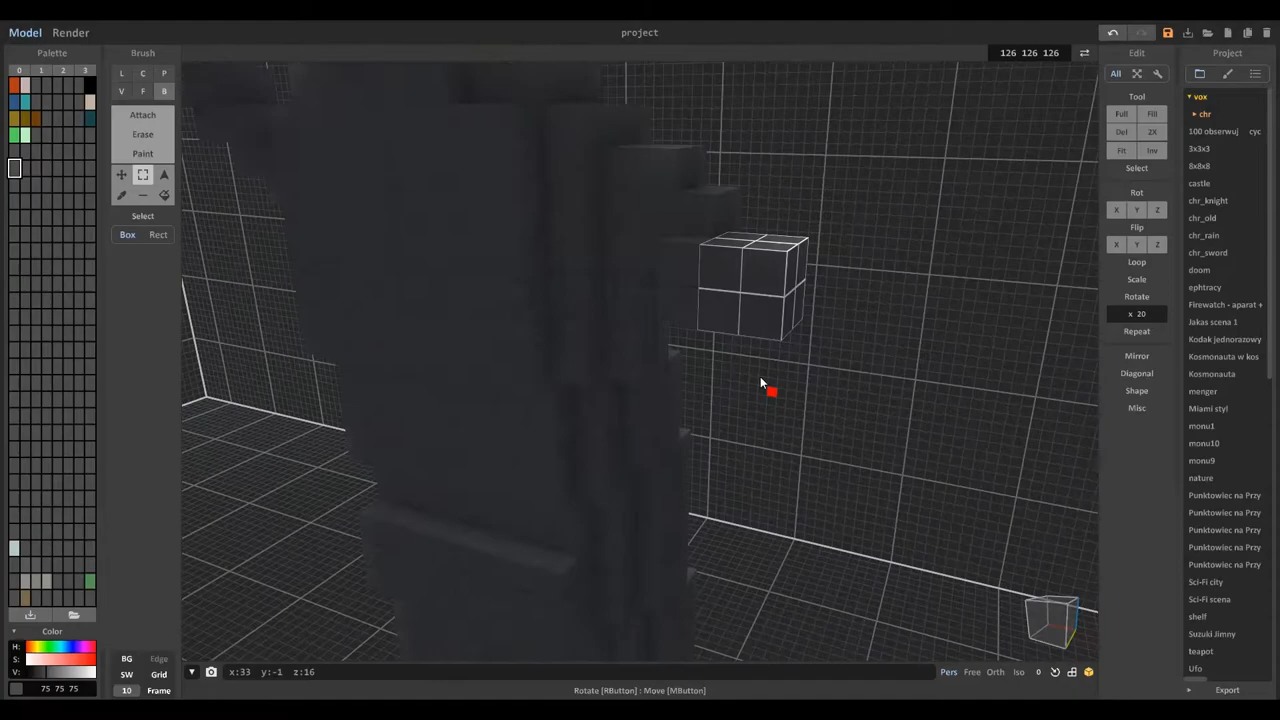 Model Render
project
Palette
Brush
126 126 126
Edit
Project
0 1 2 3
L C P
V F B
Attach
Erase
Paint
Select
Box Rect
All
Tool
Full Fill
Del 2X
Fit Inv
Select
Rot
X Y Z
Flip
X Y Z
Loop
Scale
Rotate
x 20
Repeat
Mirror
Diagonal
Shape
Misc
vox
chr
100 obserwuj cyc
3x3x3
8x8x8
castle
chr_knight
chr_old
chr_rain
chr_sword
doom
ephtracy
Firewatch - aparat +
Jakas scena 1
Kodak jednorazowy
Kosmonauta w kos
Kosmonauta
menger
Miami styl
monu1
monu10
monu9
nature
Punktowiec na Przy
Punktowiec na Przy
Punktowiec na Przy
Punktowiec na Przy
Punktowiec na Przy
Sci-Fi city
Sci-Fi scena
shelf
Suzuki Jimny
teapot
Ufo
Export
Color
H:
S:
V:
75 75 75
BG Edge
SW Grid
10 Frame
x:33 y:-1 z:16
Pers Free Orth Iso 0
Rotate [RButton] : Move [MButton]